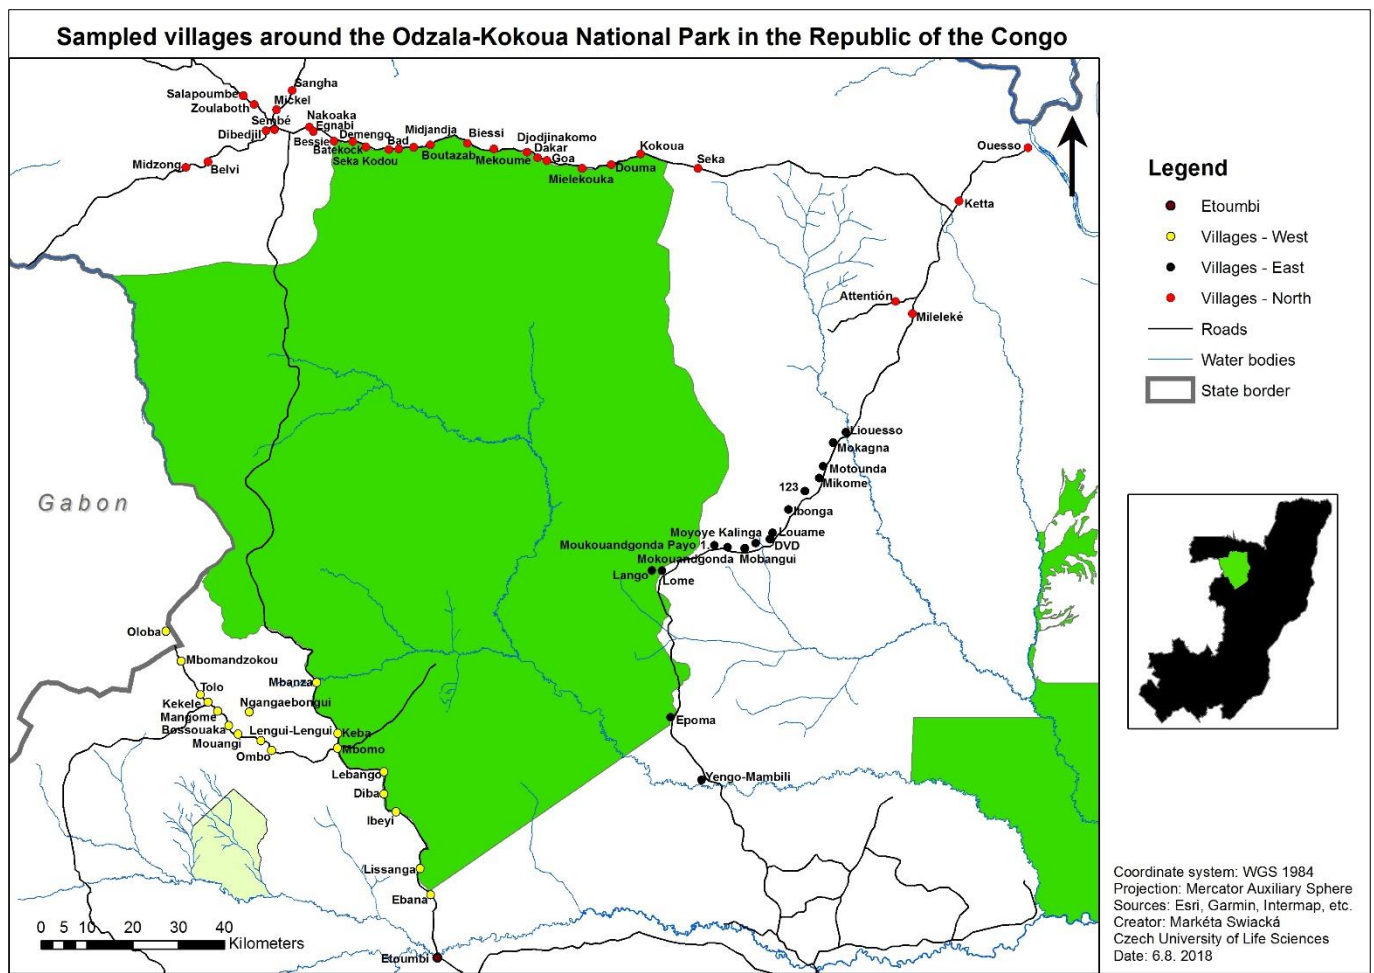 Sampled villages around the Odzala-Kokoua National Park in the Republic of the Congo
Sangha
Salapoumbe
Mickel
Zoulaboth
Nakoaka
Sembé
Egnabi
Dibedjil
Bessie
Demengo
Bad
Midjandja
Biessi
Djodjinakomo
Kokoua
Batekock
Boutazab
Dakar
Seka Kodou
Mekoume
Goa
Seka
Ouesso
Midzong
Belvi
Mielekouka
Douma
Ketta
Attentión
Mileleké
Liouesso
Mokagna
Motounda
Mikome
123
Ibonga
Gabon
Moyoye Kalinga
Louame
Moukouandgonda Payo 1.
DVD
Mokouandgonda
Mobangui
Lango
Lome
Oloba
Mbomandzokou
Mbanza
Tolo
Kekele
Ngangaebongui
Mangome
Bossouaka
Lengui-Lengui
Keba
Epoma
Mouangi
Ombo
Mbomo
Lebango
Yengo-Mambili
Diba
Ibeyi
Lissanga
Ebana
Etoumbi
0 5 10 20 30 40
Kilometers
Legend
Etoumbi
Villages - West
Villages - East
Villages - North
Roads
Water bodies
State border
Coordinate system: WGS 1984
Projection: Mercator Auxiliary Sphere
Sources: Esri, Garmin, Intermap, etc.
Creator: Markéta Swiacká
Czech University of Life Sciences
Date: 6.8. 2018